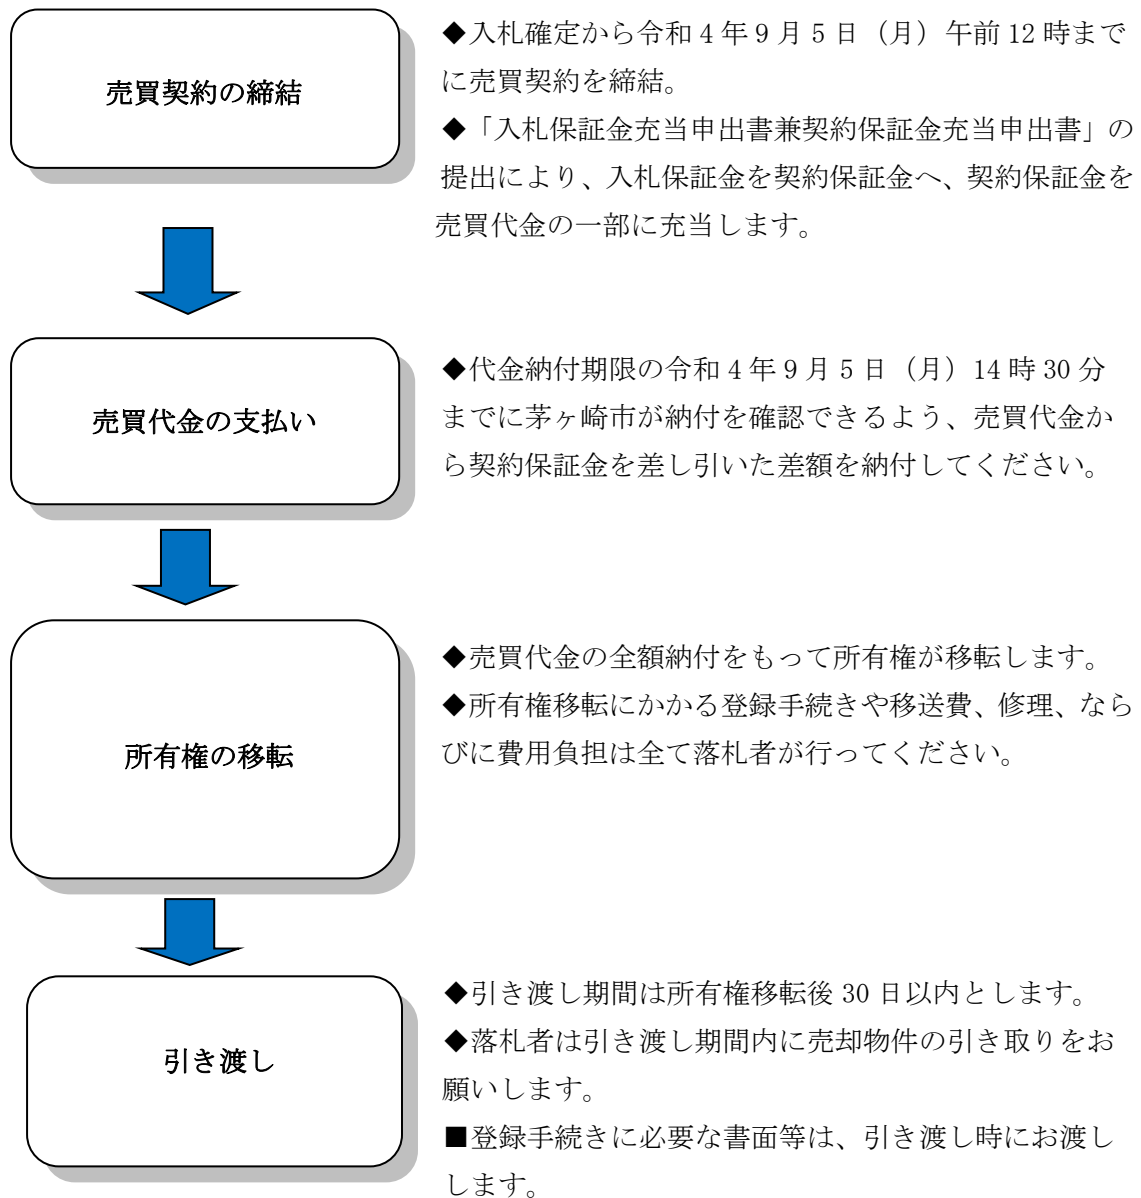 売買契約の締結
◆入札確定から令和4年9月5日（月）午前12時まで
に売買契約を締結。
◆「入札保証金充当申出書兼契約保証金充当申出書」の
提出により、入札保証金を契約保証金へ、契約保証金を
売買代金の一部に充当します。
売買代金の支払い
◆代金納付期限の令和4年9月5日（月）14時30分
までに茅ヶ崎市が納付を確認できるよう、売買代金か
ら契約保証金を差し引いた差額を納付してください。
所有権の移転
◆売買代金の全額納付をもって所有権が移転します。
◆所有権移転にかかる登録手続きや移送費、修理、なら
びに費用負担は全て落札者が行ってください。
引き渡し
◆引き渡し期間は所有権移転後30日以内とします。
◆落札者は引き渡し期間内に売却物件の引き取りをお
願いします。
■登録手続きに必要な書面等は、引き渡し時にお渡し
します。